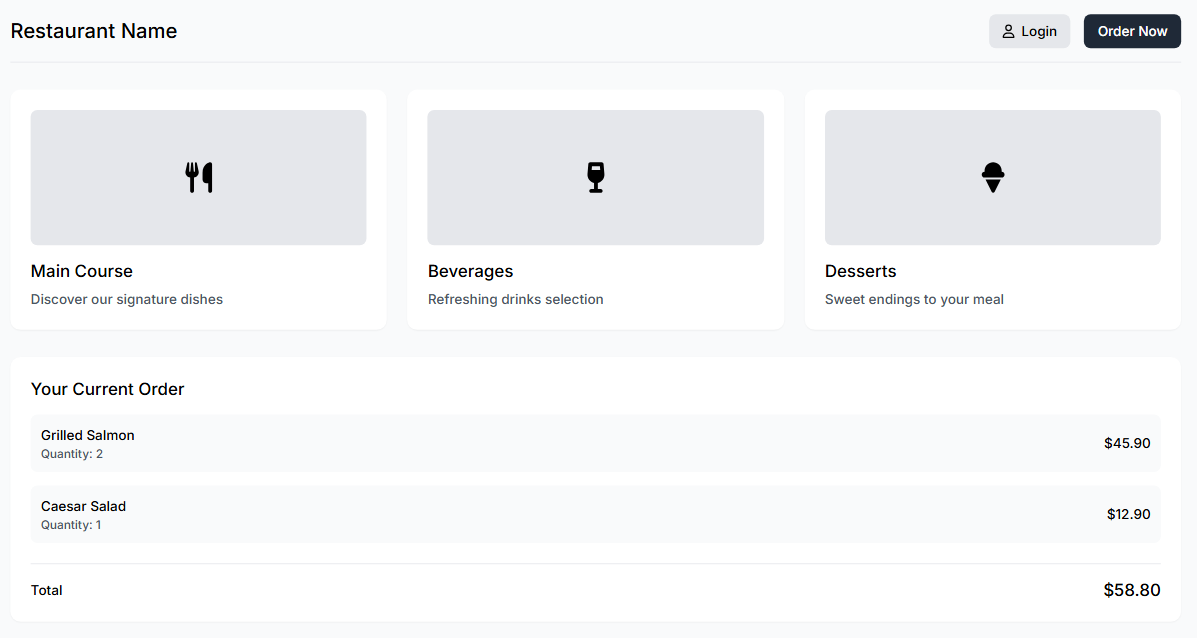 Restaurant Name
Login
Order Now
Main Course
Discover our signature dishes
Beverages
Refreshing drinks selection
Desserts
Sweet endings to your meal
Your Current Order
Grilled Salmon
Quantity: 2
$45.90
Caesar Salad
Quantity: 1
$12.90
Total
$58.80